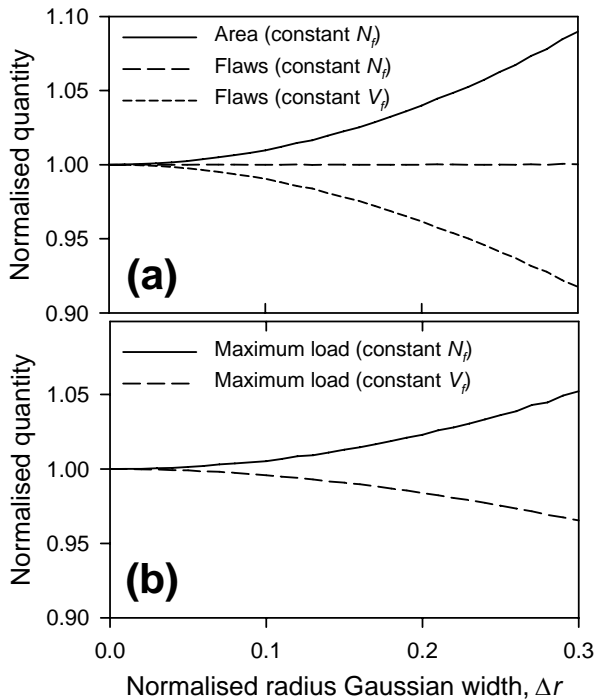 1.10
Area (constant N_f)
Flaws (constant N_f)
Flaws (constant V_f)
1.05
1.00
0.95
0.90
Normalised quantity
(a)
Maximum load (constant N_f)
Maximum load (constant V_f)
1.05
1.00
0.95
0.90
Normalised quantity
(b)
0.0 0.1 0.2 0.3
Normalised radius Gaussian width, Δr